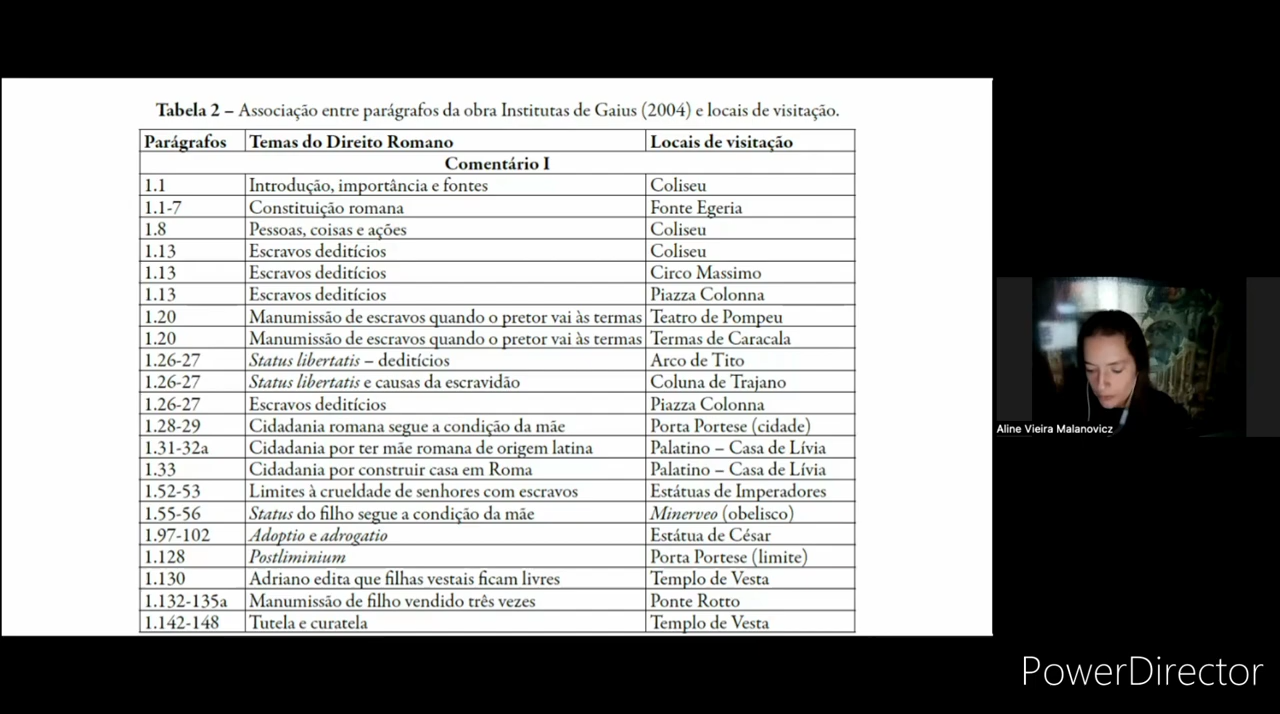 Tabela 2 – Associação entre parágrafos da obra Institutas de Gaius (2004) e locais de visitação.
Parágrafos Temas do Direito Romano Locais de visitação
Comentário I
1.1 Introdução, importância e fontes Coliseu
1.1-7 Constituição romana Fonte Egeria
1.8 Pessoas, coisas e ações Coliseu
1.13 Escravos deditícios Coliseu
1.13 Escravos deditícios Circo Massimo
1.13 Escravos deditícios Piazza Colonna
1.20 Manumissão de escravos quando o pretor vai às termas Teatro de Pompeu
1.20 Manumissão de escravos quando o pretor vai às termas Termas de Caracala
1.26-27 Status libertatis – deditícios Arco de Tito
1.26-27 Status libertatis e causas da escravidão Coluna de Trajano
1.26-27 Escravos deditícios Piazza Colonna
1.28-29 Cidadania romana segue a condição da mãe Porta Portese (cidade)
1.31-32a Cidadania por ter mãe romana de origem latina Palatino – Casa de Lívia
1.33 Cidadania por construir casa em Roma Palatino – Casa de Lívia
1.52-53 Limites à crueldade de senhores com escravos Estátuas de Imperadores
1.55-56 Status do filho segue a condição da mãe Minerveo (obelisco)
1.97-102 Adoptio e adrogatio Estátua de César
1.128 Postliminium Porta Portese (limite)
1.130 Adriano edita que filhas vestais ficam livres Templo de Vesta
1.132-135a Manumissão de filho vendido três vezes Ponte Rotto
1.142-148 Tutela e curatela Templo de Vesta
Aline Vieira Malanovicz
PowerDirector